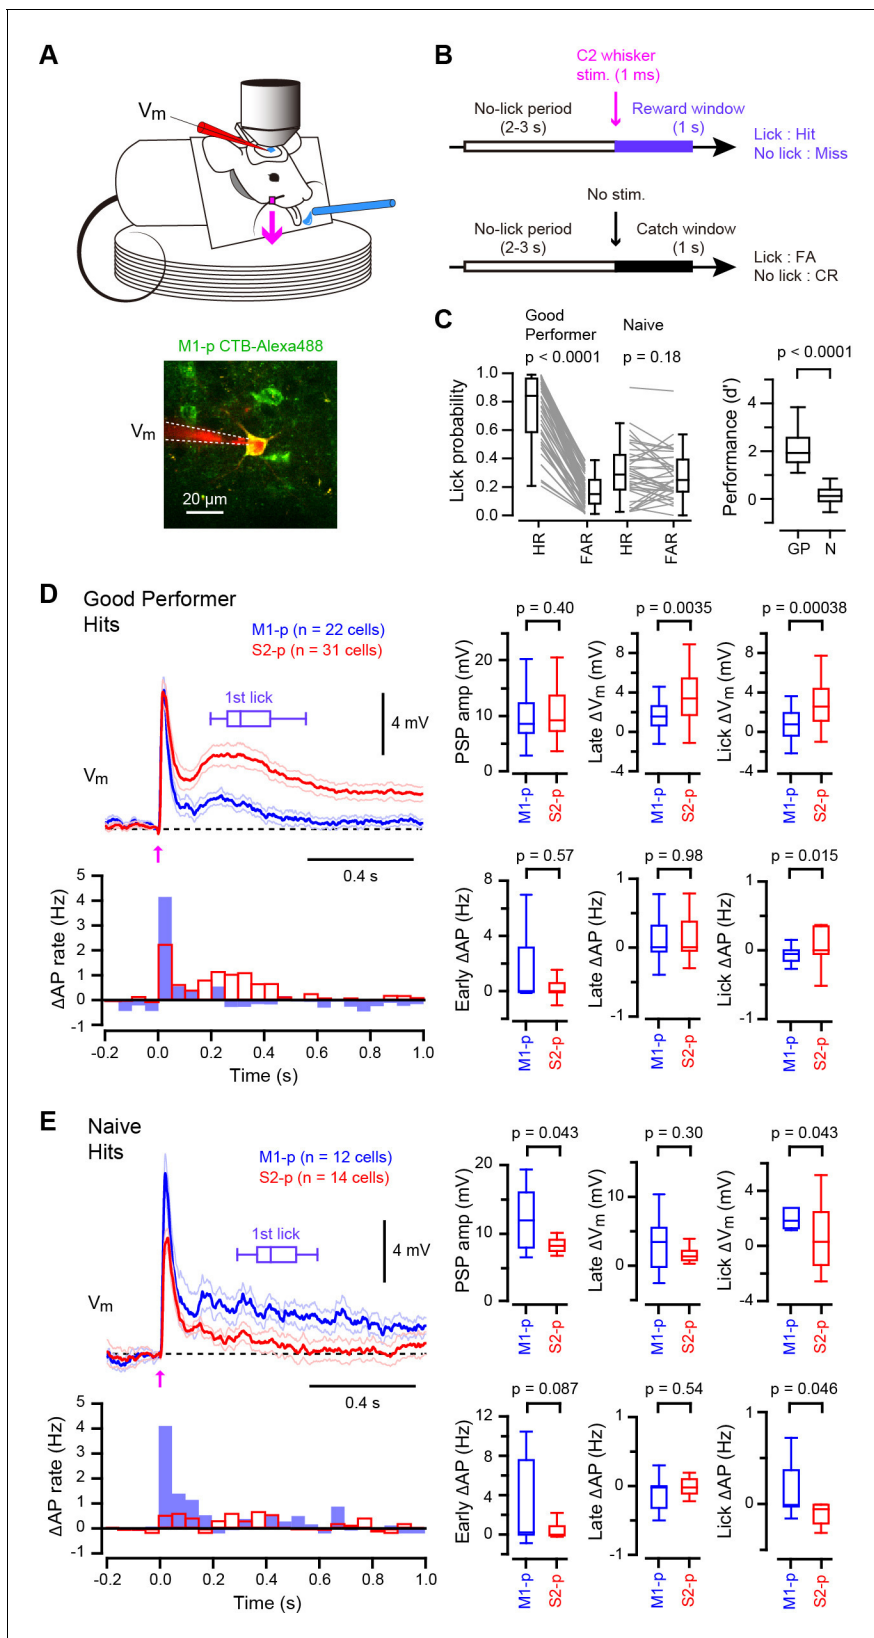 A
Vm
M1-p CTB-Alexa488
Vm
20 µm
B
C2 whisker
stim. (1 ms)
No-lick period
(2-3 s)
Reward window
(1 s)
Lick : Hit
No lick : Miss
No stim.
No-lick period
(2-3 s)
Catch window
(1 s)
Lick : FA
No lick : CR
C
Good
Performer
Naive
p < 0.0001
p = 0.18
Lick probability
1.0
0.8
0.6
0.4
0.2
0.0
HR
FAR
HR
FAR
p < 0.0001
Performance (d')
4
2
0
GP
N
D
Good Performer
Hits
M1-p (n = 22 cells)
S2-p (n = 31 cells)
1st lick
4 mV
Vm
0.4 s
ΔAP rate (Hz)
5
4
3
2
1
0
-1
-0.2
0.0
0.2
0.4
0.6
0.8
1.0
Time (s)
p = 0.40
PSP amp (mV)
20
10
0
M1-p
S2-p
p = 0.0035
Late ΔVm (mV)
8
4
0
-4
M1-p
S2-p
p = 0.00038
Lick ΔVm (mV)
8
4
0
-4
M1-p
S2-p
p = 0.57
Early ΔAP (Hz)
8
4
0
M1-p
S2-p
p = 0.98
Late ΔAP (Hz)
1
0
-1
M1-p
S2-p
p = 0.015
Lick ΔAP (Hz)
1
0
-1
M1-p
S2-p
E
Naive
Hits
M1-p (n = 12 cells)
S2-p (n = 14 cells)
1st lick
4 mV
Vm
0.4 s
ΔAP rate (Hz)
5
4
3
2
1
0
-1
-0.2
0.0
0.2
0.4
0.6
0.8
1.0
Time (s)
p = 0.043
PSP amp (mV)
20
10
0
M1-p
S2-p
p = 0.30
Late ΔVm (mV)
10
0
M1-p
S2-p
p = 0.043
Lick ΔVm (mV)
4
0
-4
M1-p
S2-p
p = 0.087
Early ΔAP (Hz)
12
8
4
0
M1-p
S2-p
p = 0.54
Late ΔAP (Hz)
1
0
-1
M1-p
S2-p
p = 0.046
Lick ΔAP (Hz)
1
0
M1-p
S2-p